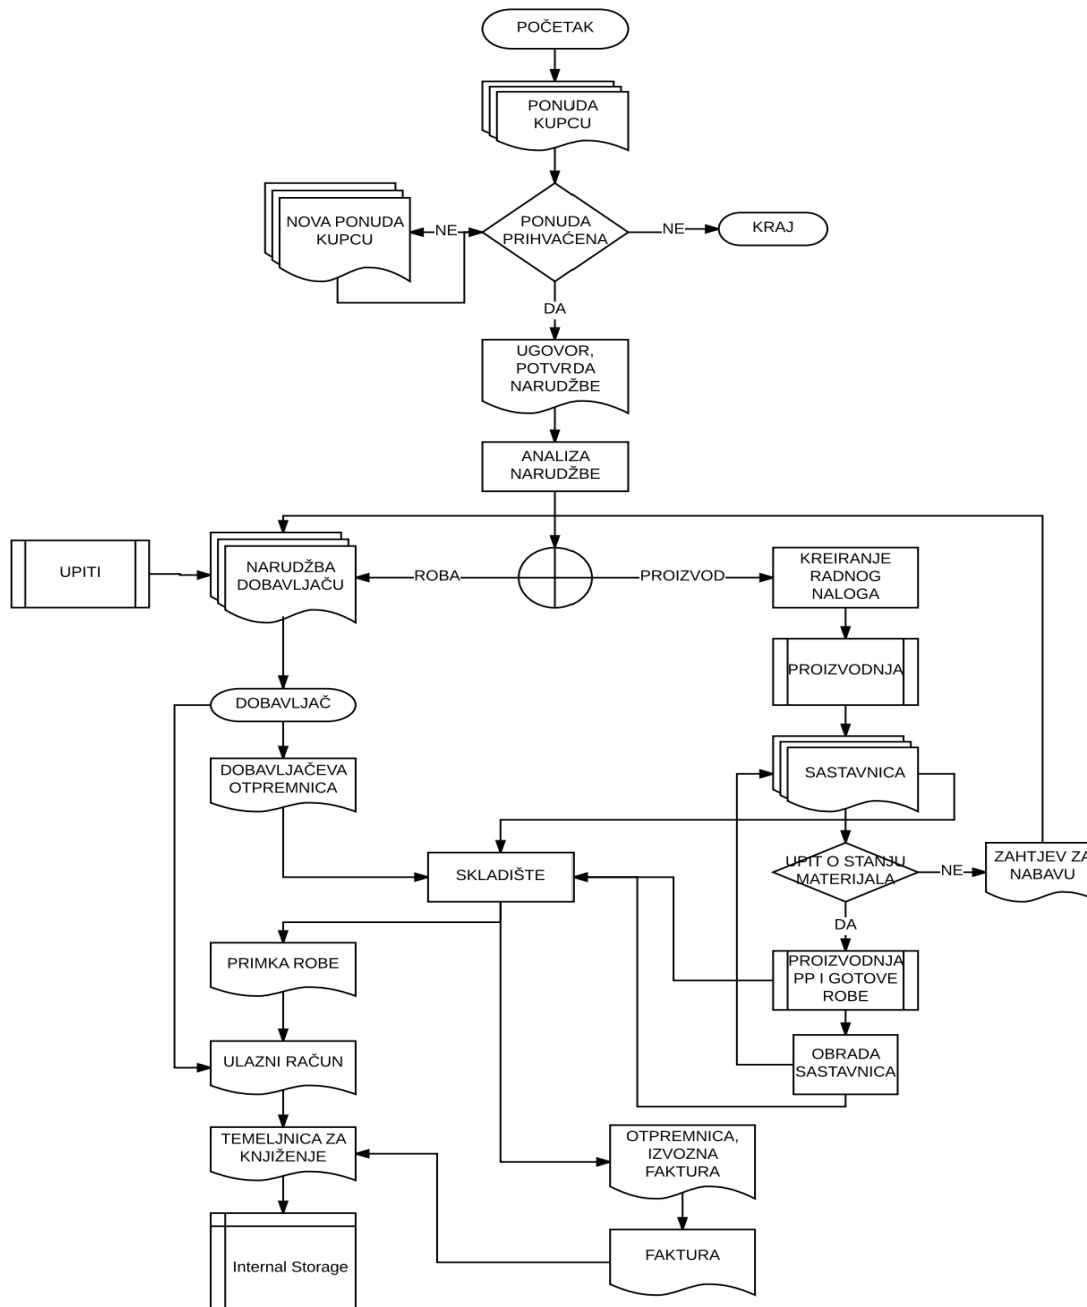 POČETAK
PONUDA
KUPCU
NOVA PONUDA
KUPCU
NE
PONUDA
PRIHVAĆENA
NE
KRAJ
DA
UGOVOR,
POTVRDA
NARUDŽBE
ANALIZA
NARUDŽBE
UPITI
NARUDŽBA
DOBAVLJAČU
ROBA
PROIZVOD
KREIRANJE
RADNOG
NALOGA
PROIZVODNJA
DOBAVLJAČ
DOBAVLJAČEVA
OTPREMNICA
SASTAVNICA
SKLADIŠTE
UPIT O STANJU
MATERIJALA
NE
ZAHTJEV ZA
NABAVU
DA
PRIMKA ROBE
PROIZVODNJA
PP I GOTOVE
ROBE
ULAZNI RAČUN
OBRADA
SASTAVNICA
TEMELJNICA ZA
KNJIŽENJE
OTPREMNICA,
IZVOZNA
FAKTURA
Internal Storage
FAKTURA